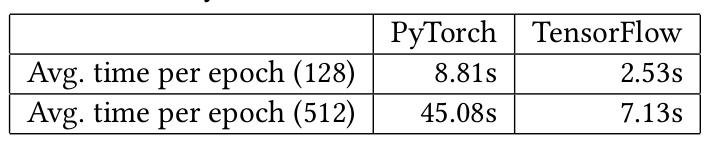 PyTorch TensorFlow
Avg. time per epoch (128) 8.81s 2.53s
Avg. time per epoch (512) 45.08s 7.13s